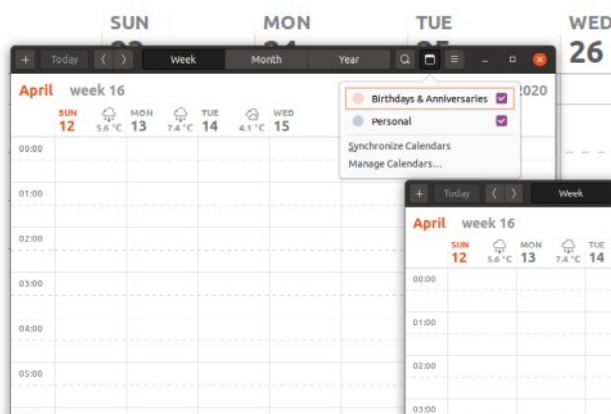 SUN MON TUE WED
26
Today Week Month Year
April week 16 2020
SUN MON TUE WED
12 5.6 °C 13 7.4 °C 14 4.1 °C 15
Birthdays & Anniversaries
Personal
Synchronize Calendars
Manage Calendars...
00:00
01:00
02:00
03:00
04:00
05:00
Today Week
April week 16
SUN MON TUE
12 5.6 °C 13 7.4 °C 14
00:00
01:00
02:00
03:00